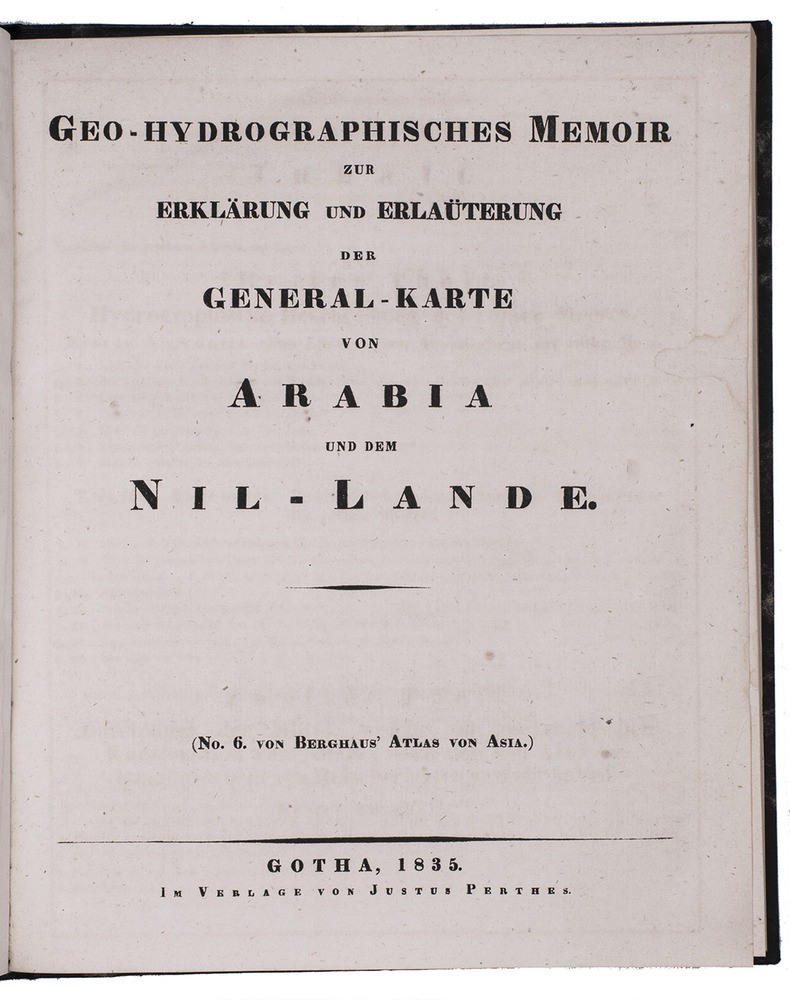 GEO-HYDROGRAPHISCHES MEMOIR
ZUR
ERKLÄRUNG UND ERLAÜTERUNG
DER
GENERAL-KARTE
VON
ARABIA
UND DEM
NIL-LANDE.
(No. 6. VON BERGHAUS' ATLAS VON ASIA.)
GOTHA, 1835.
IM VERLAGE VON JUSTUS PERTHES.